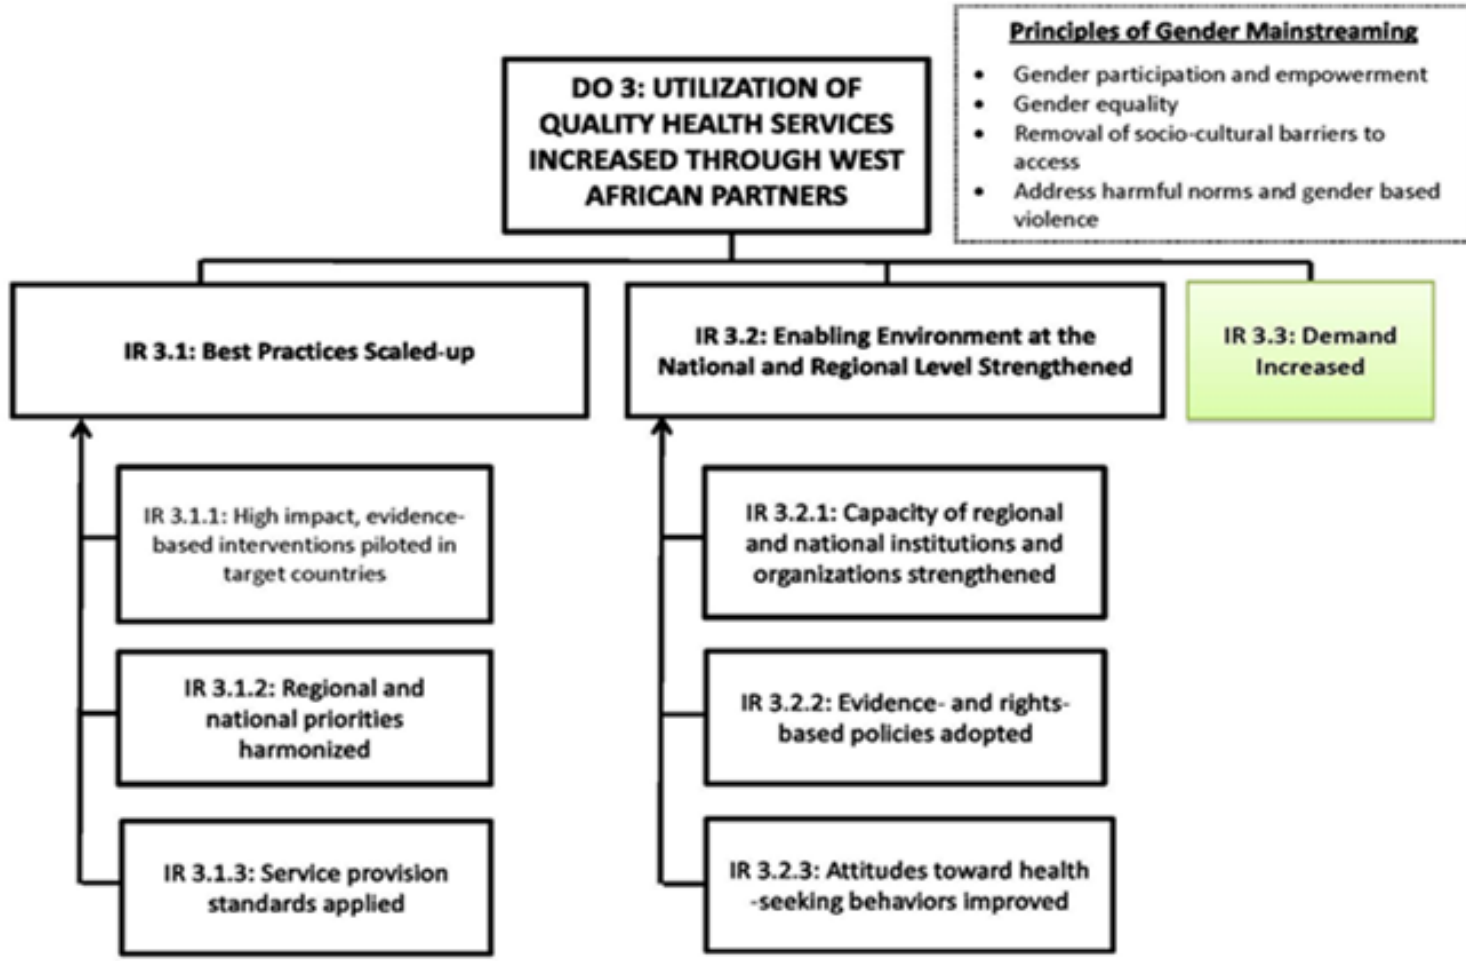 Principles of Gender Mainstreaming
• Gender participation and empowerment
• Gender equality
• Removal of socio-cultural barriers to
access
• Address harmful norms and gender based
violence
DO 3: UTILIZATION OF
QUALITY HEALTH SERVICES
INCREASED THROUGH WEST
AFRICAN PARTNERS
IR 3.1: Best Practices Scaled-up
IR 3.2: Enabling Environment at the
National and Regional Level Strengthened
IR 3.3: Demand
Increased
IR 3.1.1: High impact, evidence-
based interventions piloted in
target countries
IR 3.1.2: Regional and
national priorities
harmonized
IR 3.1.3: Service provision
standards applied
IR 3.2.1: Capacity of regional
and national institutions and
organizations strengthened
IR 3.2.2: Evidence- and rights-
based policies adopted
IR 3.2.3: Attitudes toward health
-seeking behaviors improved